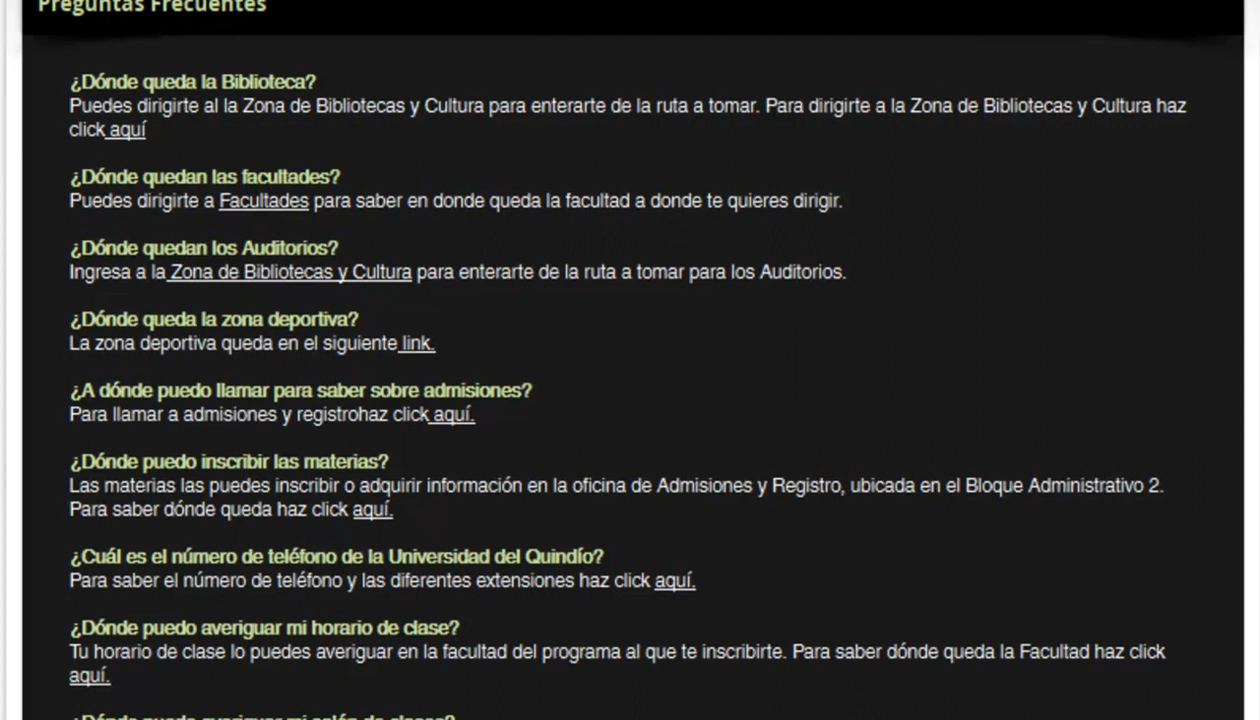 Preguntas Frecuentes
¿Dónde queda la Biblioteca?
Puedes dirigirte al la Zona de Bibliotecas y Cultura para enterarte de la ruta a tomar. Para dirigirte a la Zona de Bibliotecas y Cultura haz
click aquí
¿Dónde quedan las facultades?
Puedes dirigirte a Facultades para saber en donde queda la facultad a donde te quieres dirigir.
¿Dónde quedan los Auditorios?
Ingresa a la Zona de Bibliotecas y Cultura para enterarte de la ruta a tomar para los Auditorios.
¿Dónde queda la zona deportiva?
La zona deportiva queda en el siguiente link.
¿A dónde puedo llamar para saber sobre admisiones?
Para llamar a admisiones y registrohaz click aquí.
¿Dónde puedo inscribir las materias?
Las materias las puedes inscribir o adquirir información en la oficina de Admisiones y Registro, ubicada en el Bloque Administrativo 2.
Para saber dónde queda haz click aquí.
¿Cuál es el número de teléfono de la Universidad del Quindío?
Para saber el número de teléfono y las diferentes extensiones haz click aquí.
¿Dónde puedo averiguar mi horario de clase?
Tu horario de clase lo puedes averiguar en la facultad del programa al que te inscribirte. Para saber dónde queda la Facultad haz click
aquí.
¿Dónde puedo averiguar mi salón de clases?